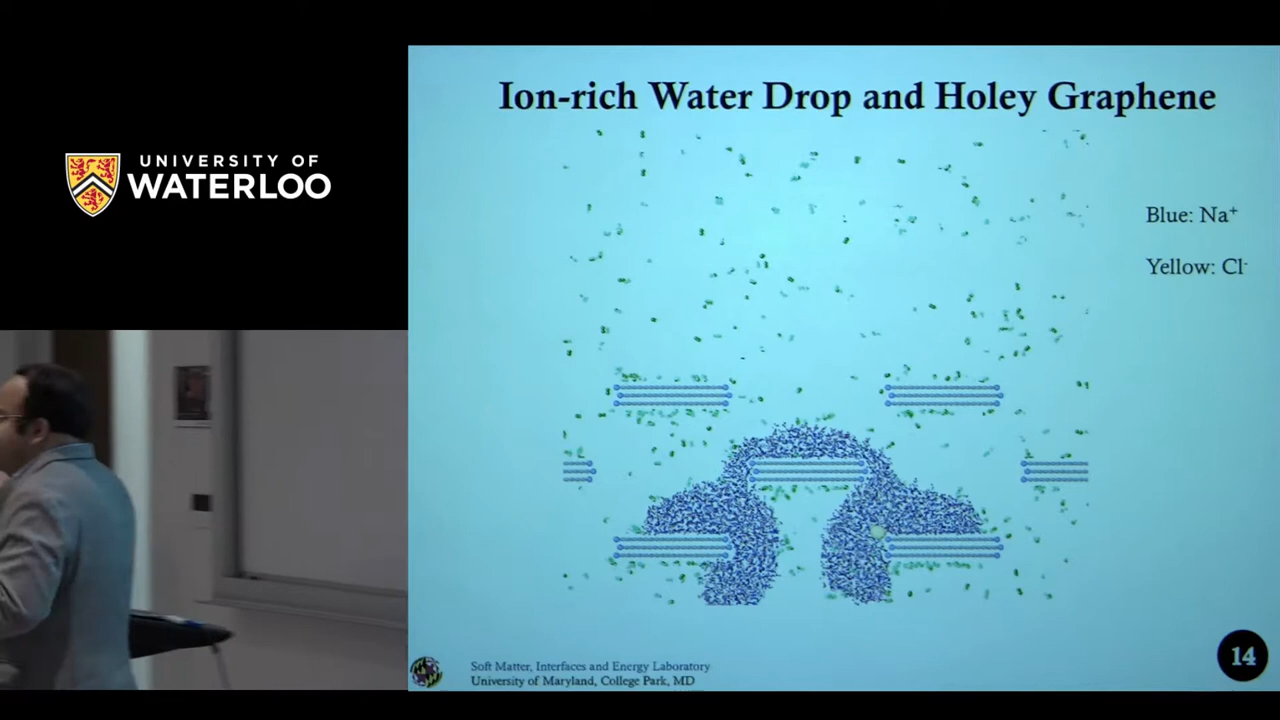 UNIVERSITY OF
WATERLOO
Ion-rich Water Drop and Holey Graphene
Blue: Na⁺
Yellow: Cl⁻
Soft Matter, Interfaces and Energy Laboratory
University of Maryland, College Park, MD
14